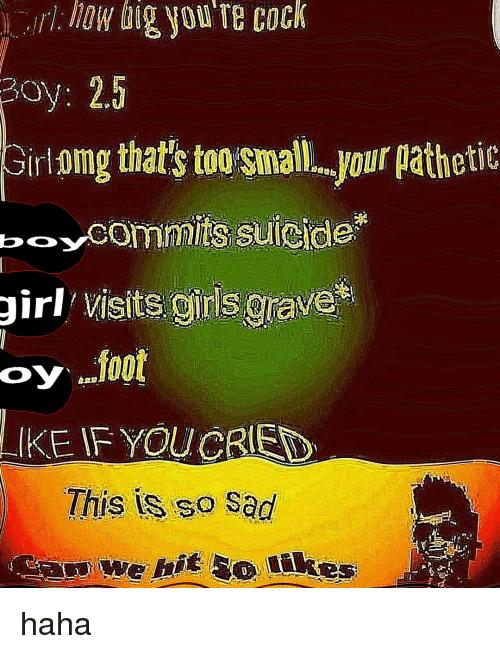 how big you're cock
Boy: 2.5
Girl omg that's too small....your pathetic
boy commits suicide*
girl visits girls grave*
oy ...foot
LIKE IF YOU CRIED
This is so sad
Can we hit 50 likes
haha